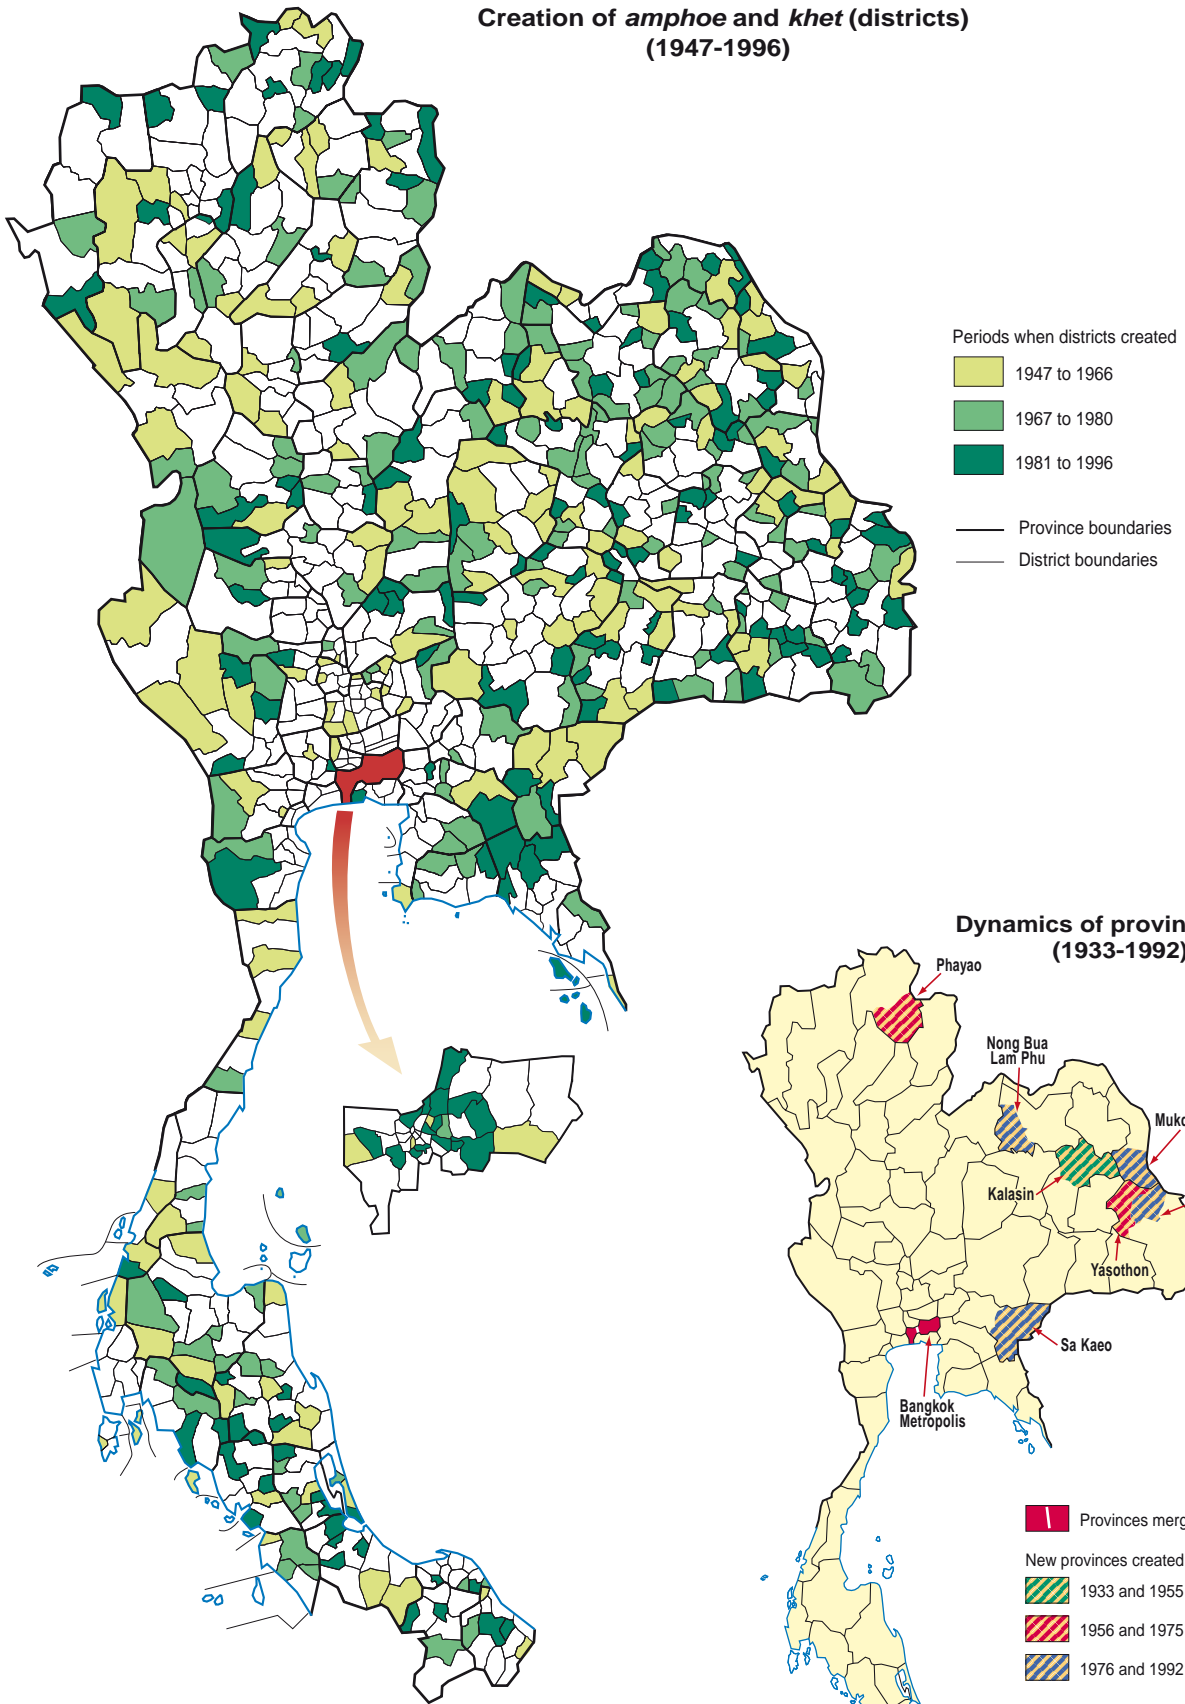 Creation of amphoe and khet (districts)
(1947-1996)
Periods when districts created
1947 to 1966
1967 to 1980
1981 to 1996
Province boundaries
District boundaries
Dynamics of provin
(1933-1992)
Phayao
Nong Bua
Lam Phu
Muko
Kalasin
Yasothon
Sa Kaeo
Bangkok
Metropolis
Provinces merg
New provinces created
1933 and 1955
1956 and 1975
1976 and 1992